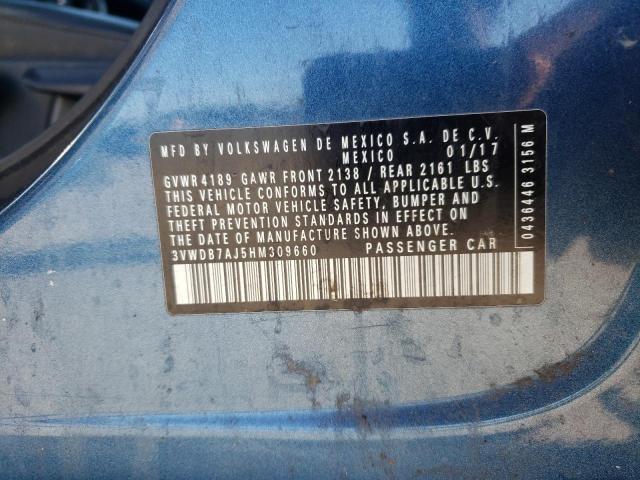 MFD BY VOLKSWAGEN DE MEXICO S.A. DE C.V.
MEXICO 01/17
GVWR 4189 GAWR FRONT 2138 / REAR 2161 LBS
THIS VEHICLE CONFORMS TO ALL APPLICABLE U.S.
FEDERAL MOTOR VEHICLE SAFETY, BUMPER AND
THEFT PREVENTION STANDARDS IN EFFECT ON
THE DATE OF MANUFACTURE SHOWN ABOVE.
3VWDB7AJ5HM309660 PASSENGER CAR
0436446 3156 M